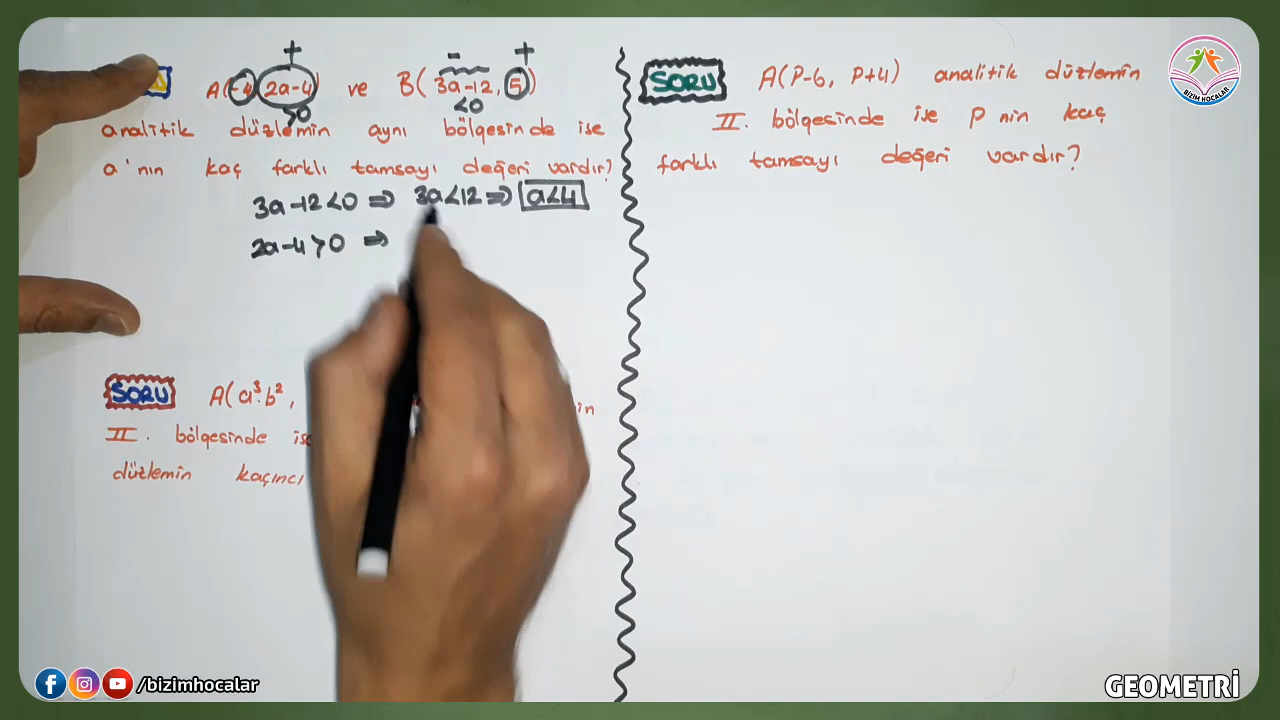 + - +
A(-4, 2a-4) ve B(3a-12, 5)
>0 <0
analitik düzlemin aynı bölgesinde ise
a'nın kaç farklı tamsayı değeri vardır?
3a-12<0 ⇒ 3a<12 ⇒ a<4
2a-4>0 ⇒
SORU A(a³.b²,
II. bölgesinde
düzlemin kaçıncı
SORU A(P-6, P+4) analitik düzlemin
II. bölgesinde ise P nin kaç
farklı tamsayı değeri vardır?
BİZİM HOCALAR
/bizimhocalar
GEOMETRİ